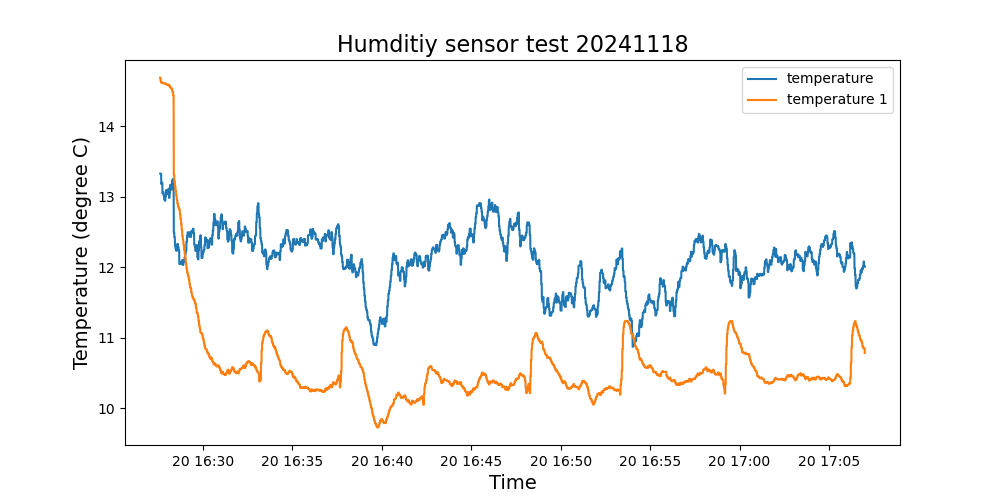 Humditiy sensor test 20241118
temperature
temperature 1
Temperature (degree C)
14
13
12
11
10
20 16:30
20 16:35
20 16:40
20 16:45
20 16:50
20 16:55
20 17:00
20 17:05
Time